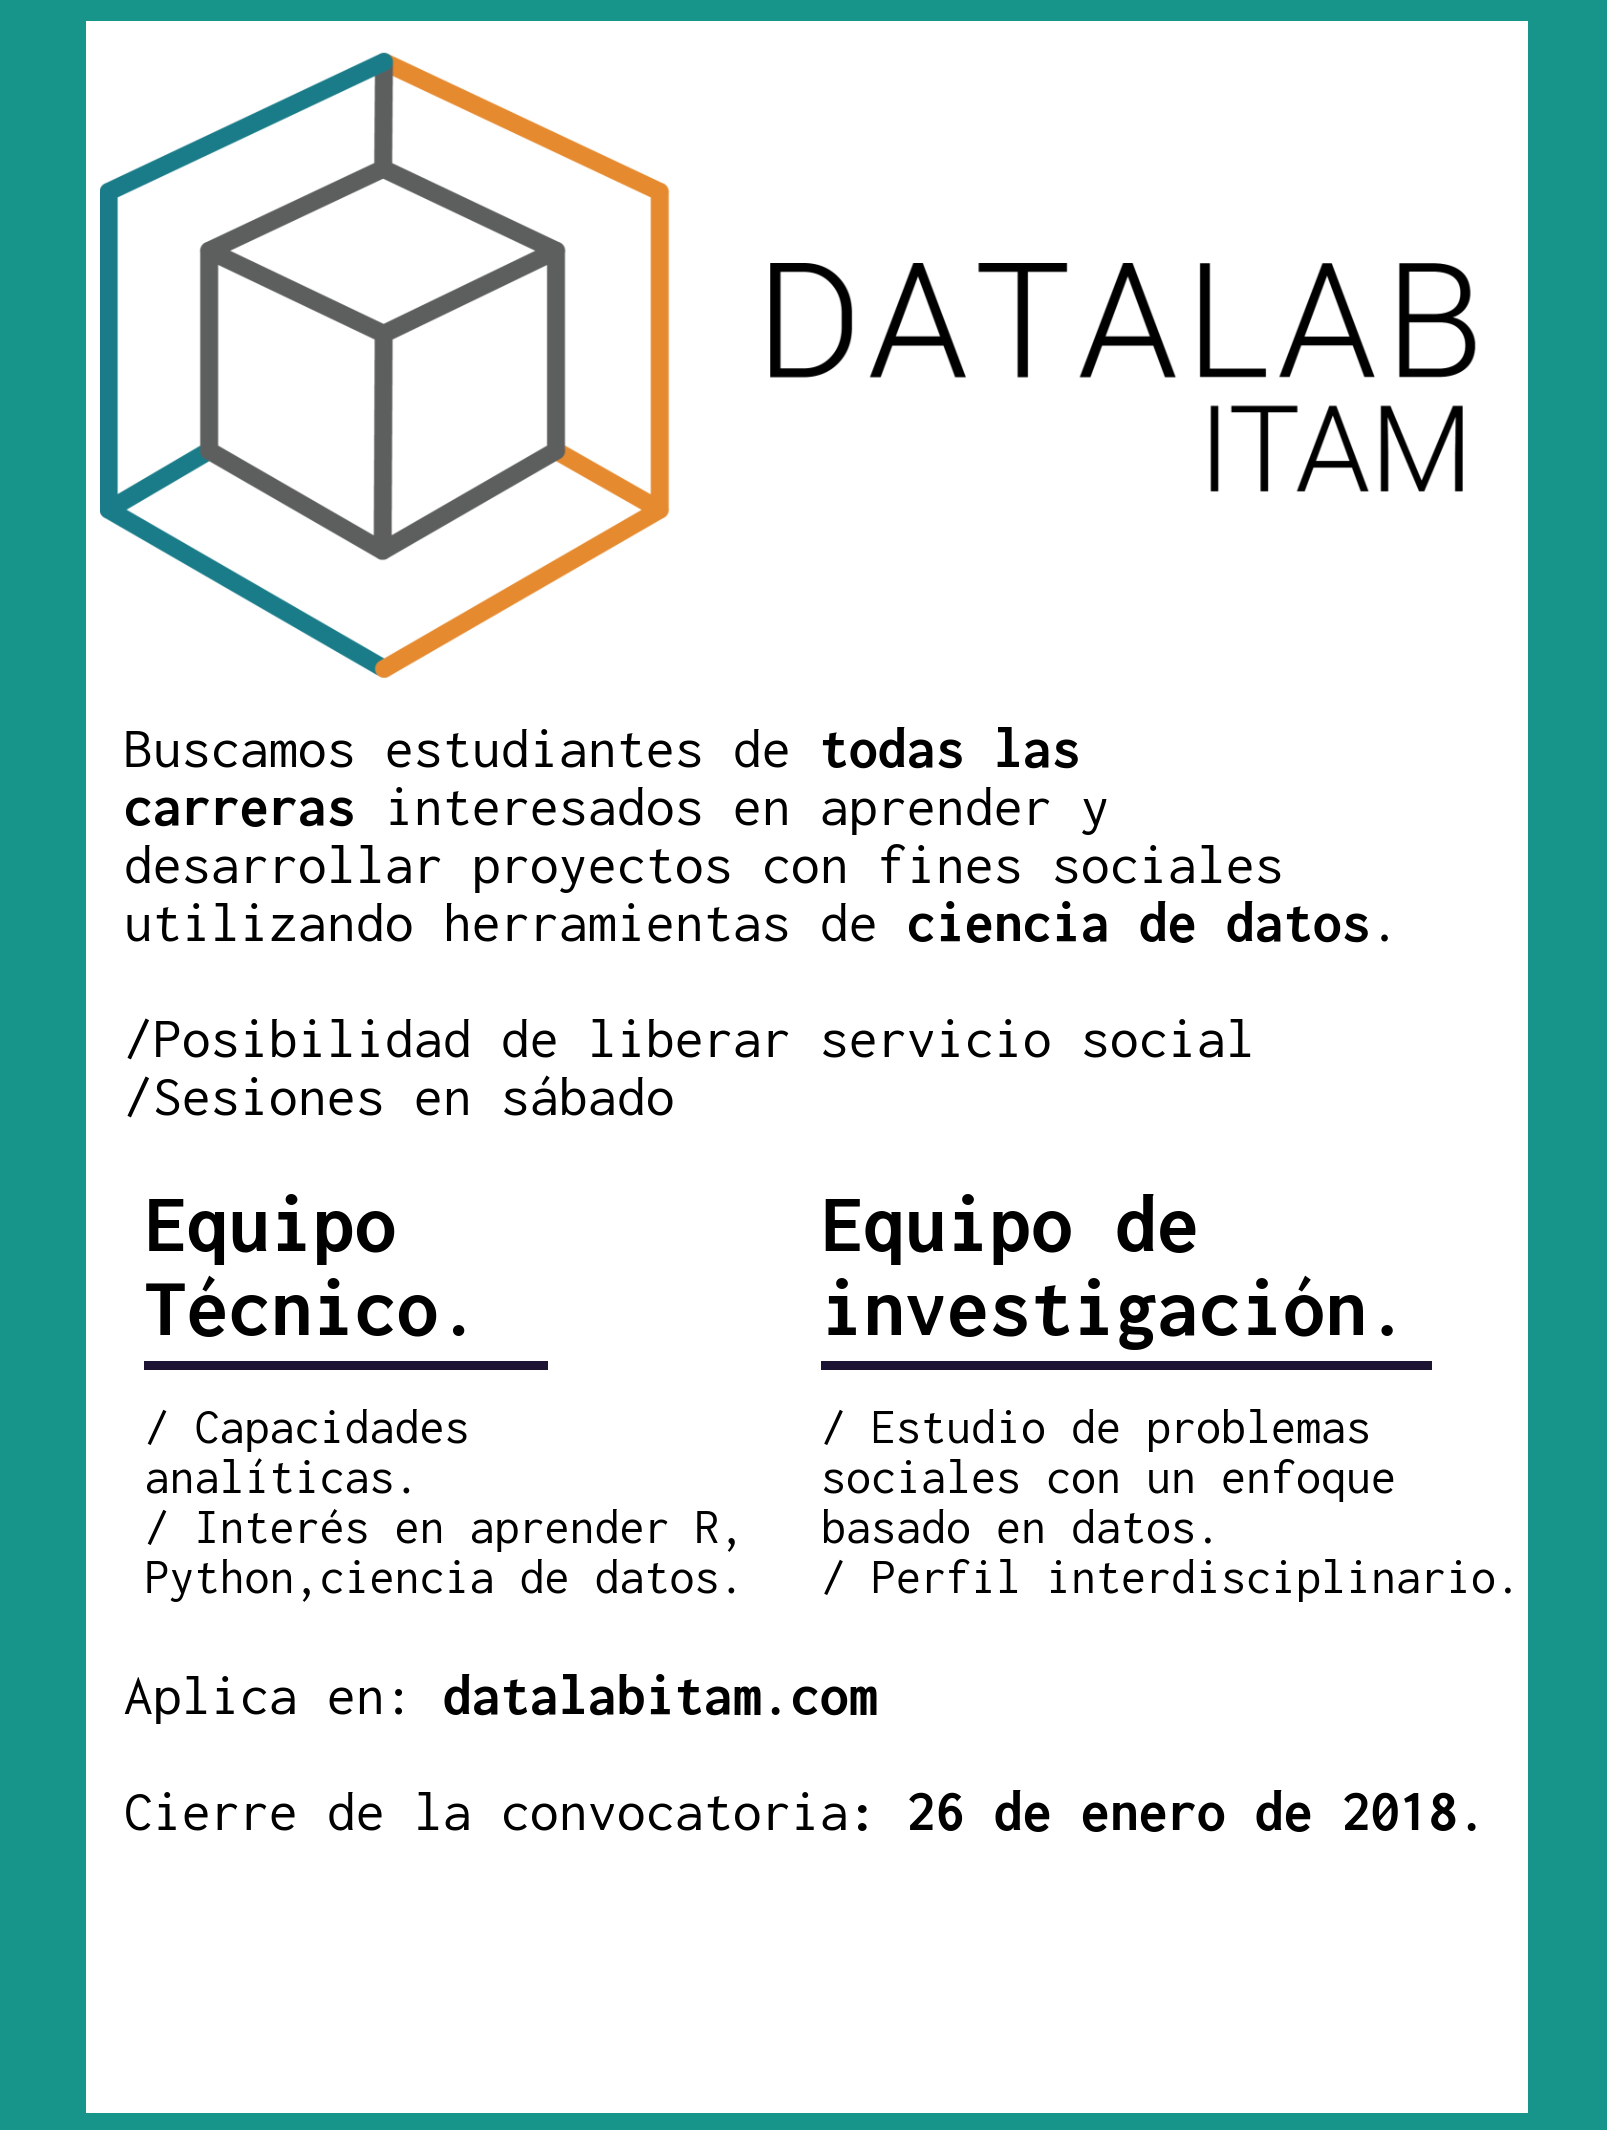 DATALAB
ITAM
Buscamos estudiantes de todas las
carreras interesados en aprender y
desarrollar proyectos con fines sociales
utilizando herramientas de ciencia de datos.
/Posibilidad de liberar servicio social
/Sesiones en sábado
Equipo
Técnico.
/ Capacidades
analíticas.
/ Interés en aprender R,
Python,ciencia de datos.
Equipo de
investigación.
/ Estudio de problemas
sociales con un enfoque
basado en datos.
/ Perfil interdisciplinario.
Aplica en: datalabitam.com
Cierre de la convocatoria: 26 de enero de 2018.